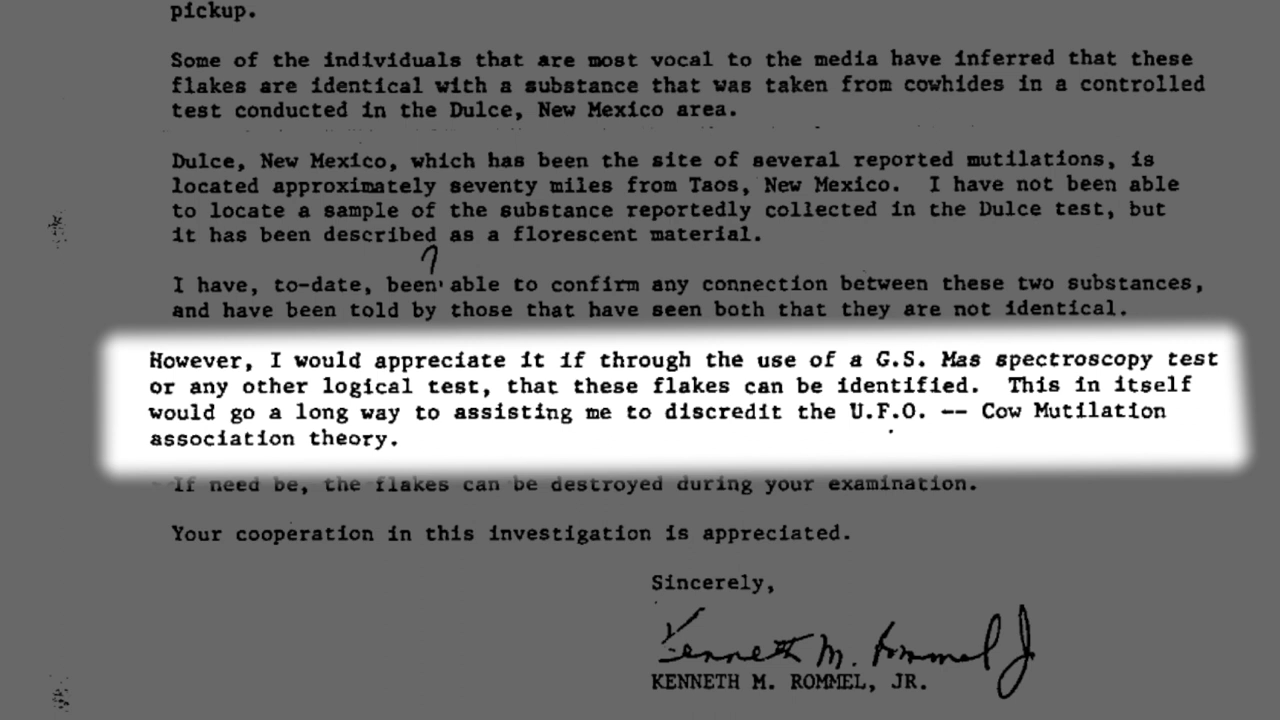 pickup.
Some of the individuals that are most vocal to the media have inferred that these
flakes are identical with a substance that was taken from cowhides in a controlled
test conducted in the Dulce, New Mexico area.
Dulce, New Mexico, which has been the site of several reported mutilations, is
located approximately seventy miles from Taos, New Mexico. I have not been able
to locate a sample of the substance reportedly collected in the Dulce test, but
it has been described as a florescent material.
?
I have, to-date, been able to confirm any connection between these two substances,
and have been told by those that have seen both that they are not identical.
However, I would appreciate it if through the use of a G.S. Mas spectroscopy test
or any other logical test, that these flakes can be identified. This in itself
would go a long way to assisting me to discredit the U.F.O. -- Cow Mutilation
association theory.
If need be, the flakes can be destroyed during your examination.
Your cooperation in this investigation is appreciated.
Sincerely,
Kenneth M. Rommel Jr
KENNETH M. ROMMEL, JR.